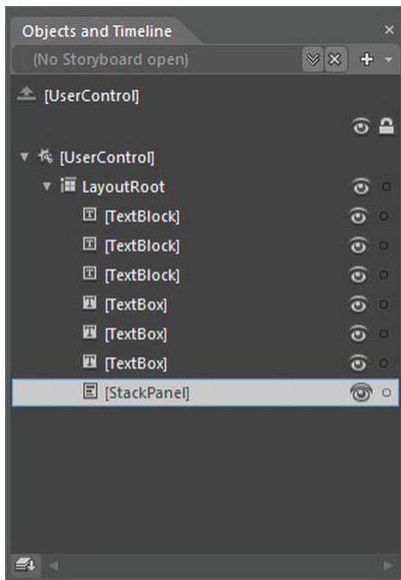 Objects and Timeline
(No Storyboard open)
[UserControl]
[UserControl]
LayoutRoot
[TextBlock]
[TextBlock]
[TextBlock]
[TextBox]
[TextBox]
[TextBox]
[StackPanel]